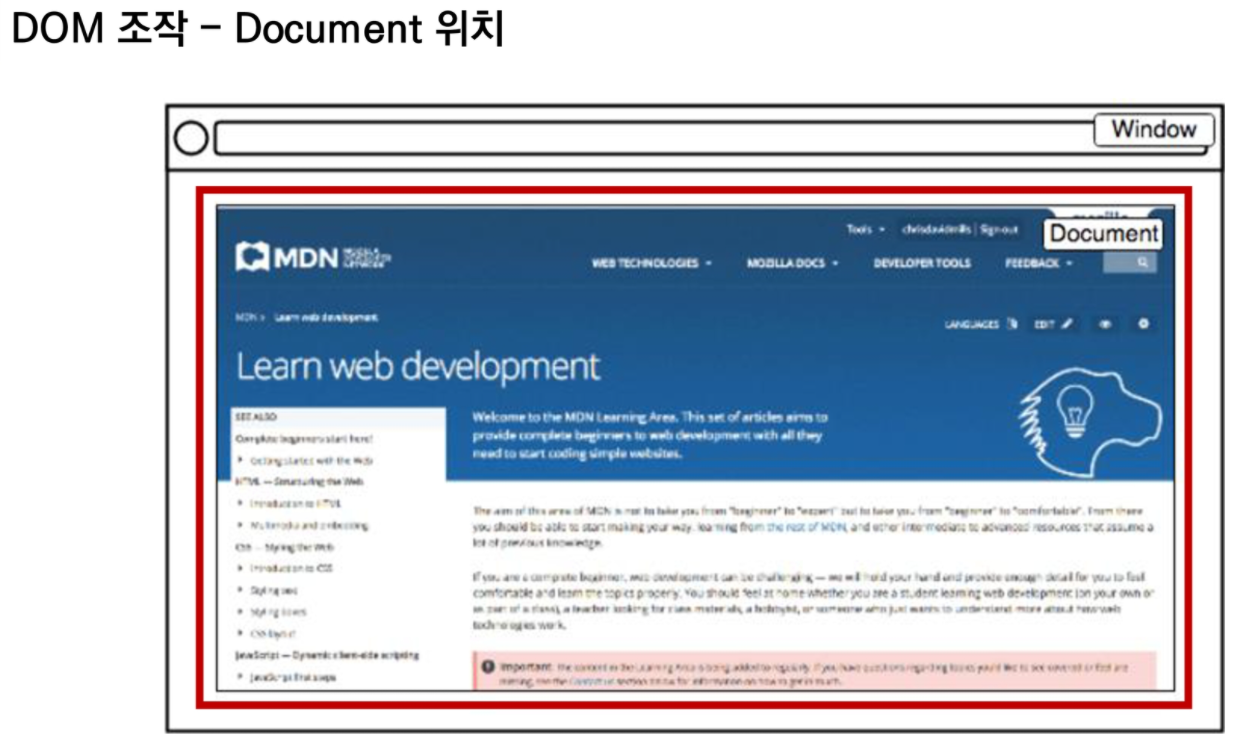 DOM 조작 – Document 위치
Window
Tools
chrisdavidmills | Sign out
Document
MDN
WEB TECHNOLOGIES
MOZILLA DOCS
DEVELOPER TOOLS
FEEDBACK
MDN > Learn web development
LANGUAGES
EDIT
Learn web development
SEE ALSO
Complete beginners start here!
Getting started with the Web
HTML — Structuring the Web
Introduction to HTML
Multimedia and embedding
CSS — Styling the Web
Introduction to CSS
Styling text
Styling boxes
CSS layout
JavaScript — Dynamic client-side scripting
JavaScript first steps
Welcome to the MDN Learning Area. This set of articles aims to
provide complete beginners to web development with all they
need to start coding simple websites.
The aim of this area of MDN is not to take you from "beginner" to "expert" but to take you from "beginner" to "comfortable". From there
you should be able to start making your way, learning from the rest of MDN, and other intermediate to advanced resources that assume a
lot of previous knowledge.
If you are a complete beginner, web development can be challenging — we will hold your hand and provide enough detail for you to feel
comfortable and learn the topics properly. You should feel at home whether you are a student learning web development (on your own or
as part of a class), a teacher looking for class materials, a hobbyist, or someone who just wants to understand more about how web
technologies work.
Important: The content in the Learning Area is being added to regularly. If you have questions regarding topics you'd like to see covered or feel are
missing, see the Contact us section below for information on how to get in touch.